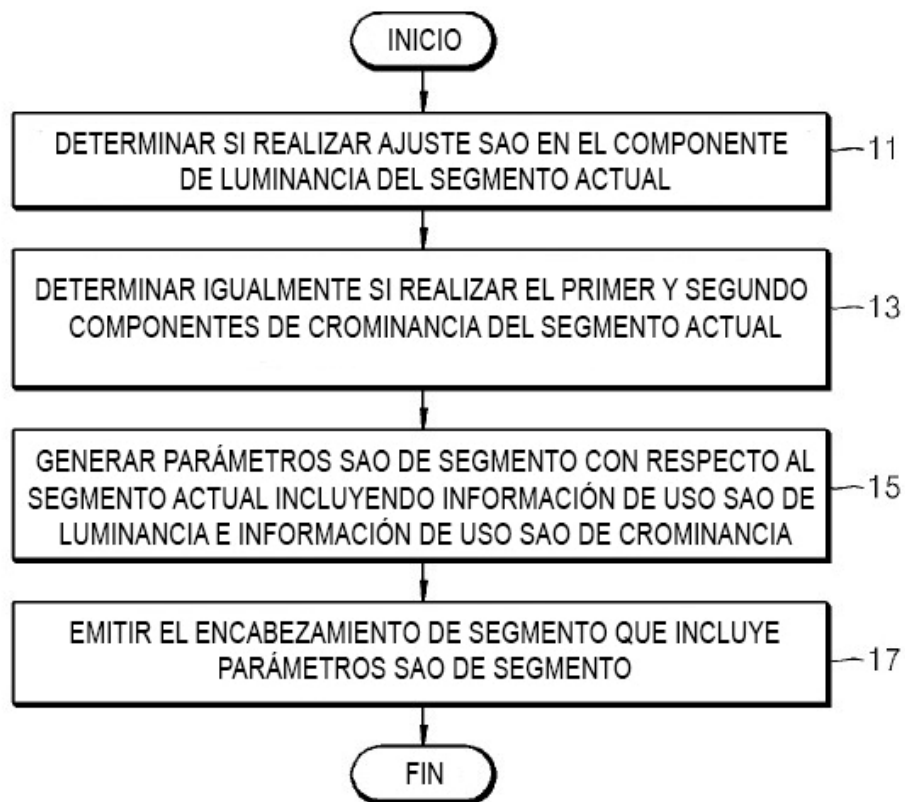 INICIO
DETERMINAR SI REALIZAR AJUSTE SAO EN EL COMPONENTE
DE LUMINANCIA DEL SEGMENTO ACTUAL
11
DETERMINAR IGUALMENTE SI REALIZAR EL PRIMER Y SEGUNDO
COMPONENTES DE CROMINANCIA DEL SEGMENTO ACTUAL
13
GENERAR PARÁMETROS SAO DE SEGMENTO CON RESPECTO AL
SEGMENTO ACTUAL INCLUYENDO INFORMACIÓN DE USO SAO DE
LUMINANCIA E INFORMACIÓN DE USO SAO DE CROMINANCIA
15
EMITIR EL ENCABEZAMIENTO DE SEGMENTO QUE INCLUYE
PARÁMETROS SAO DE SEGMENTO
17
FIN